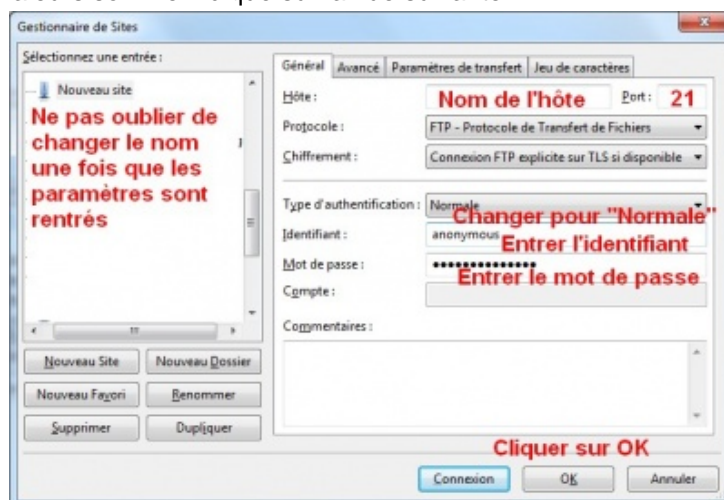 Gestionnaire de Sites
Sélectionnez une entrée :
Nouveau site
Ne pas oublier de
changer le nom
une fois que les
paramètres sont
rentrés
Nouveau Site Nouveau Dossier
Nouveau Favori Renommer
Supprimer Dupliquer
Général Avancé Paramètres de transfert Jeu de caractères
Hôte : Nom de l'hôte Port : 21
Protocole : FTP - Protocole de Transfert de Fichiers
Chiffrement : Connexion FTP explicite sur TLS si disponible
Type d'authentification : Normale
Changer pour "Normale"
Identifiant : anonymous
Entrer l'identifiant
Mot de passe : ••••••••••••••
Entrer le mot de passe
Compte :
Commentaires :
Cliquer sur OK
Connexion OK Annuler